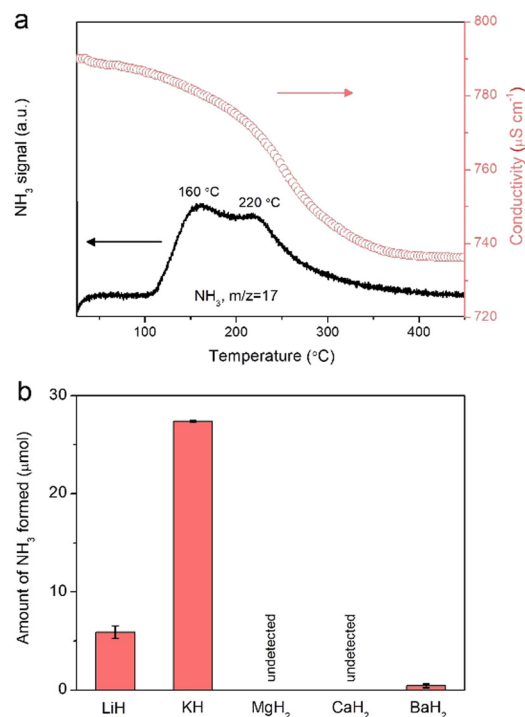 a
800
780
760
740
720
NH₃ signal (a.u.)
Conductivity (μS cm⁻¹)
160 °C
220 °C
NH₃, m/z=17
100
200
300
400
Temperature (°C)
b
30
20
10
0
Amount of NH₃ formed (μmol)
undetected
undetected
LiH
KH
MgH₂
CaH₂
BaH₂